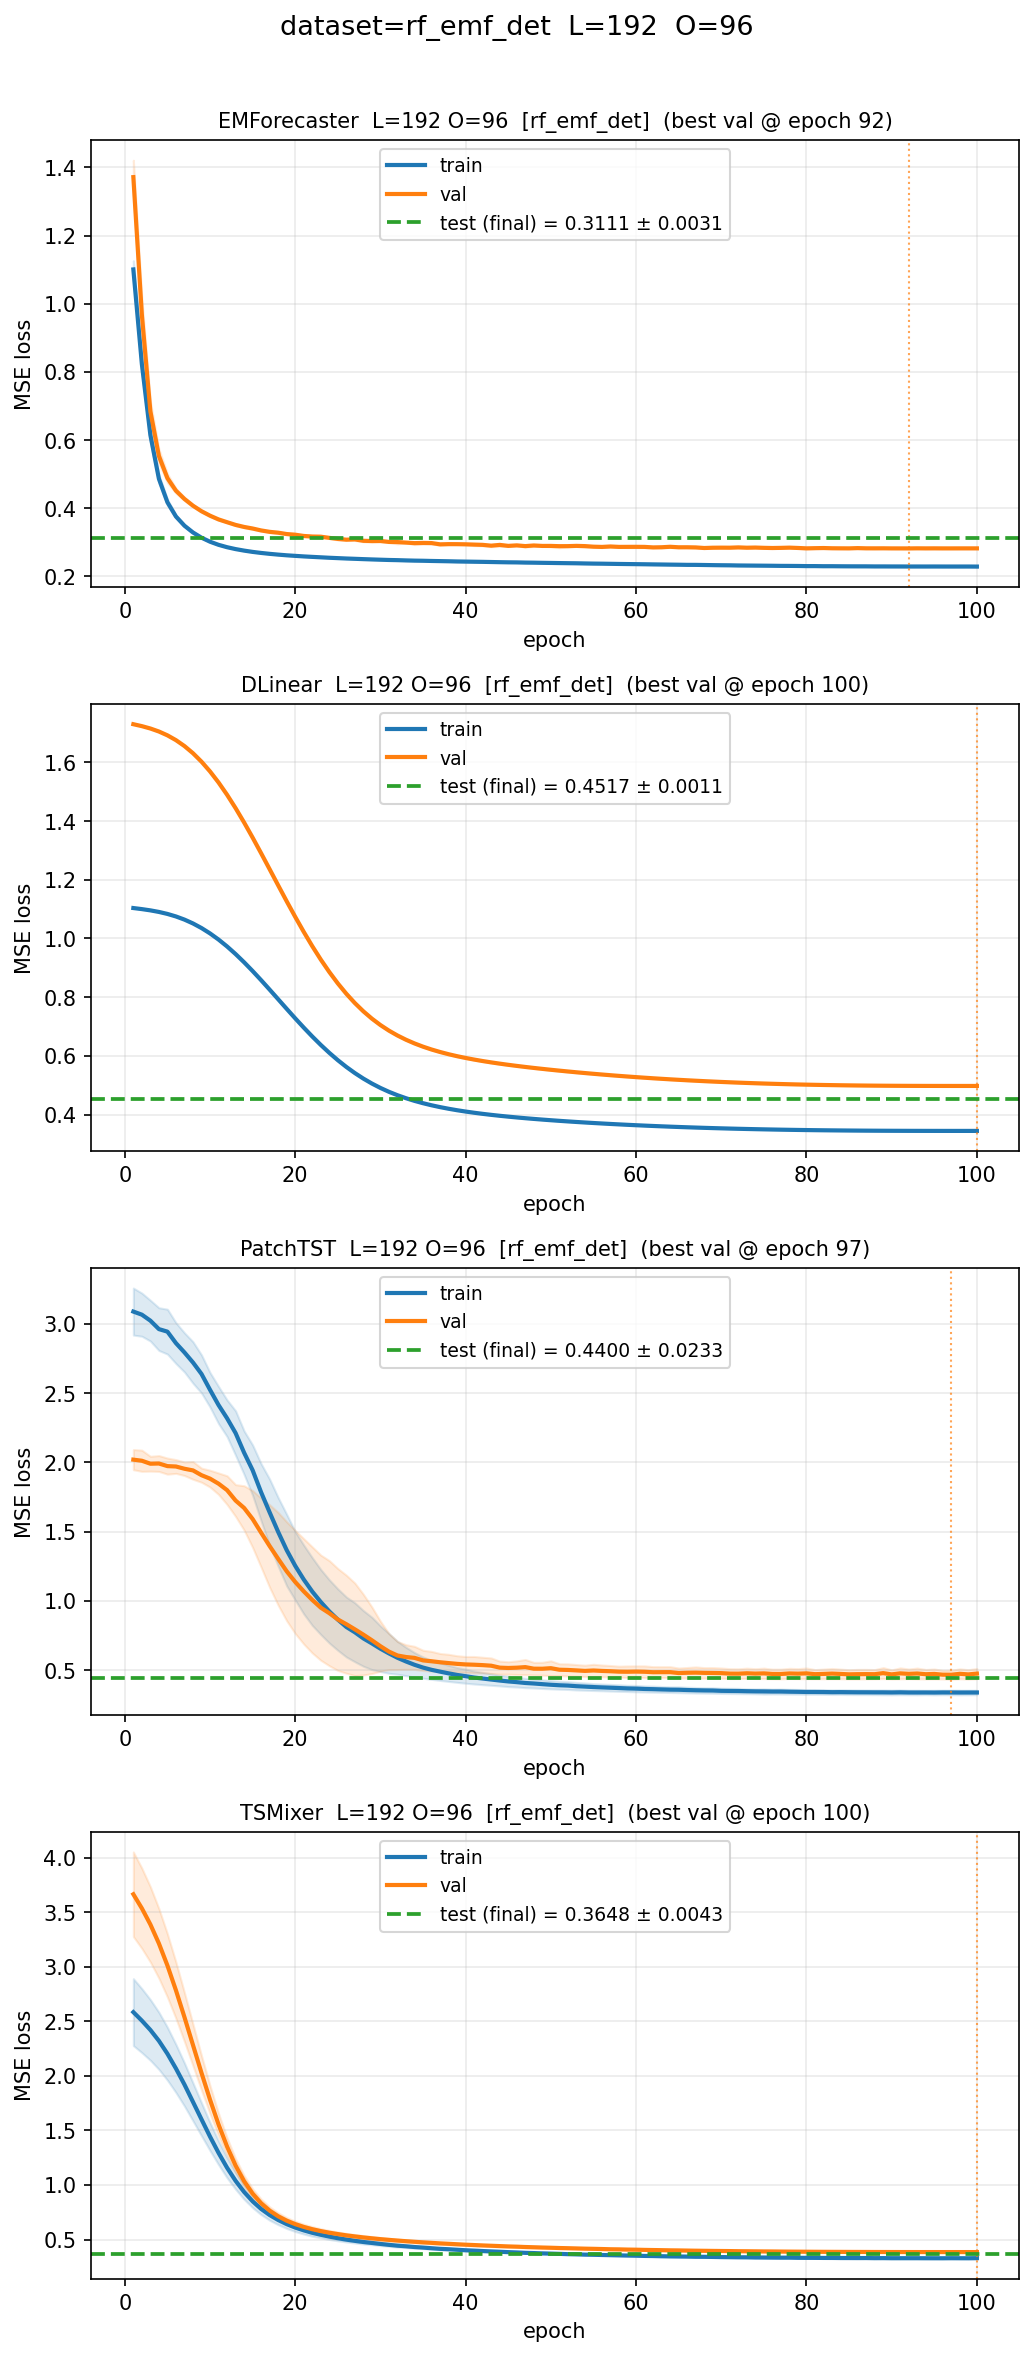 dataset=rf_emf_det  L=192  O=96
EMForecaster  L=192 O=96  [rf_emf_det]  (best val @ epoch 92)
train
val
test (final) = 0.3111 ± 0.0031
MSE loss
1.4
1.2
1.0
0.8
0.6
0.4
0.2
0 20 40 60 80 100
epoch
DLinear  L=192 O=96  [rf_emf_det]  (best val @ epoch 100)
train
val
test (final) = 0.4517 ± 0.0011
MSE loss
1.6
1.4
1.2
1.0
0.8
0.6
0.4
0 20 40 60 80 100
epoch
PatchTST  L=192 O=96  [rf_emf_det]  (best val @ epoch 97)
train
val
test (final) = 0.4400 ± 0.0233
MSE loss
3.0
2.5
2.0
1.5
1.0
0.5
0 20 40 60 80 100
epoch
TSMixer  L=192 O=96  [rf_emf_det]  (best val @ epoch 100)
train
val
test (final) = 0.3648 ± 0.0043
MSE loss
4.0
3.5
3.0
2.5
2.0
1.5
1.0
0.5
0 20 40 60 80 100
epoch